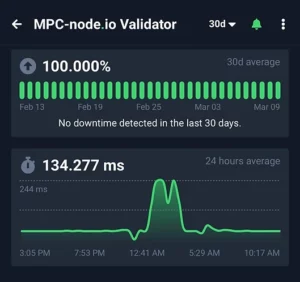 MPC-node.io Validator 30d
100.000% 30d average
Feb 13 Feb 19 Feb 25 Mar 03 Mar 09
No downtime detected in the last 30 days.
134.277 ms 24 hours average
244 ms
3:05 PM 7:53 PM 12:41 AM 5:29 AM 10:17 AM